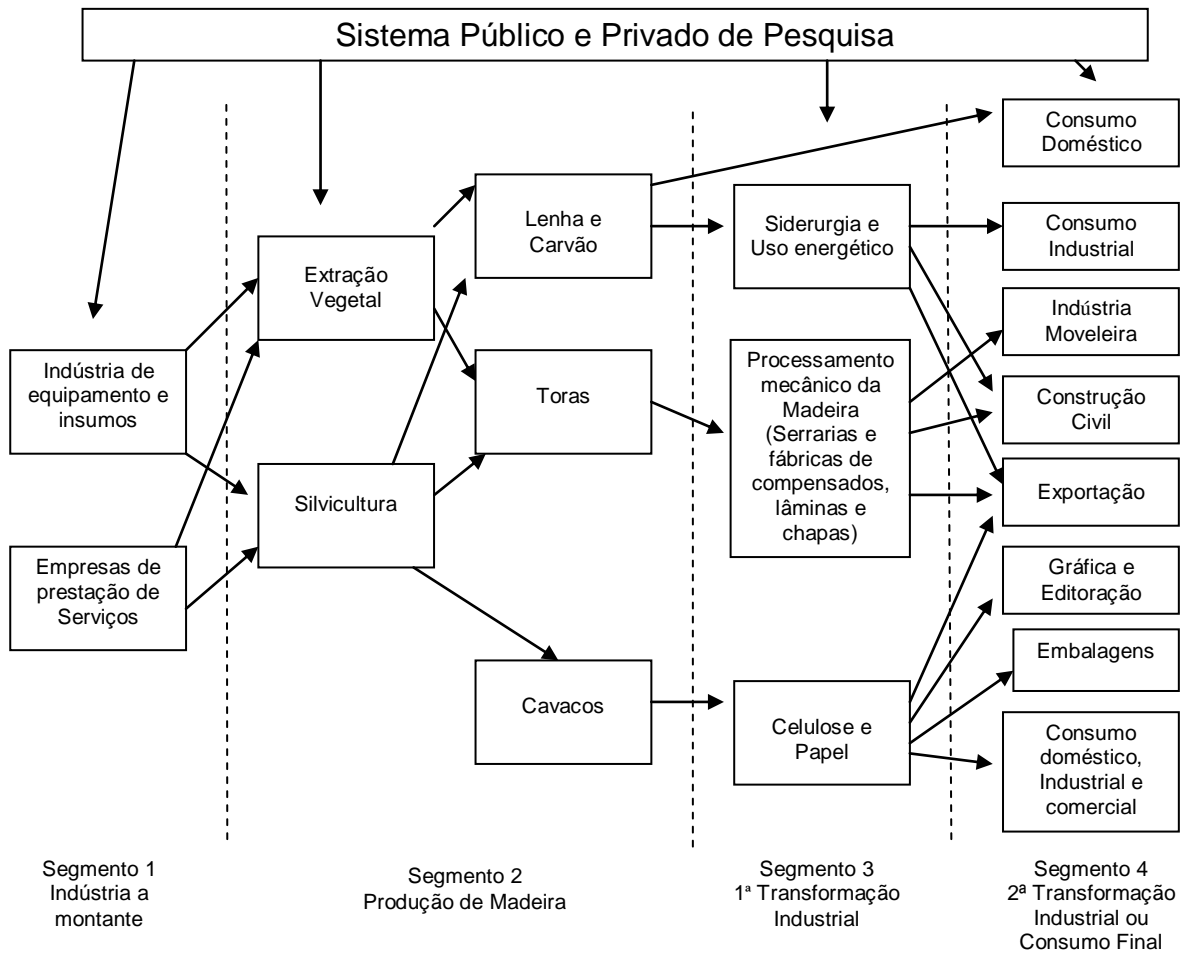 Sistema Público e Privado de Pesquisa
Consumo
Doméstico
Lenha e
Carvão
Siderurgia e
Uso energético
Consumo
Industrial
Extração
Vegetal
Indústria
Moveleira
Indústria de
equipamento e
insumos
Toras
Processamento
mecânico da
Madeira
(Serrarias e
fábricas de
compensados,
lâminas e
chapas)
Construção
Civil
Silvicultura
Exportação
Empresas de
prestação de
Serviços
Gráfica e
Editoração
Embalagens
Cavacos
Celulose e
Papel
Consumo
doméstico,
Industrial e
comercial
Segmento 1
Indústria a
montante
Segmento 2
Produção de Madeira
Segmento 3
1ª Transformação
Industrial
Segmento 4
2ª Transformação
Industrial ou
Consumo Final